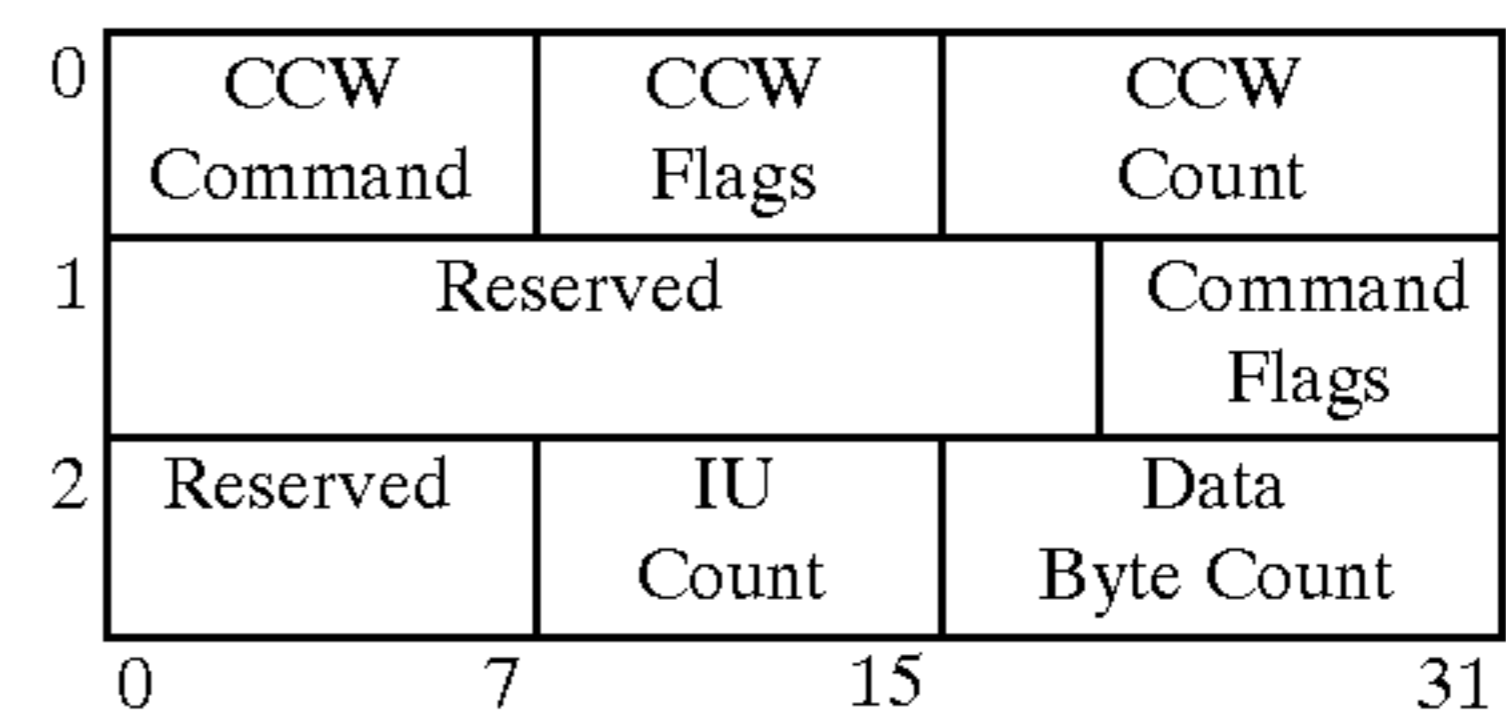 0 CCW CCW CCW
Command Flags Count
1 Reserved Command
Flags
2 Reserved IU Data
Count Byte Count
0 7 15 31